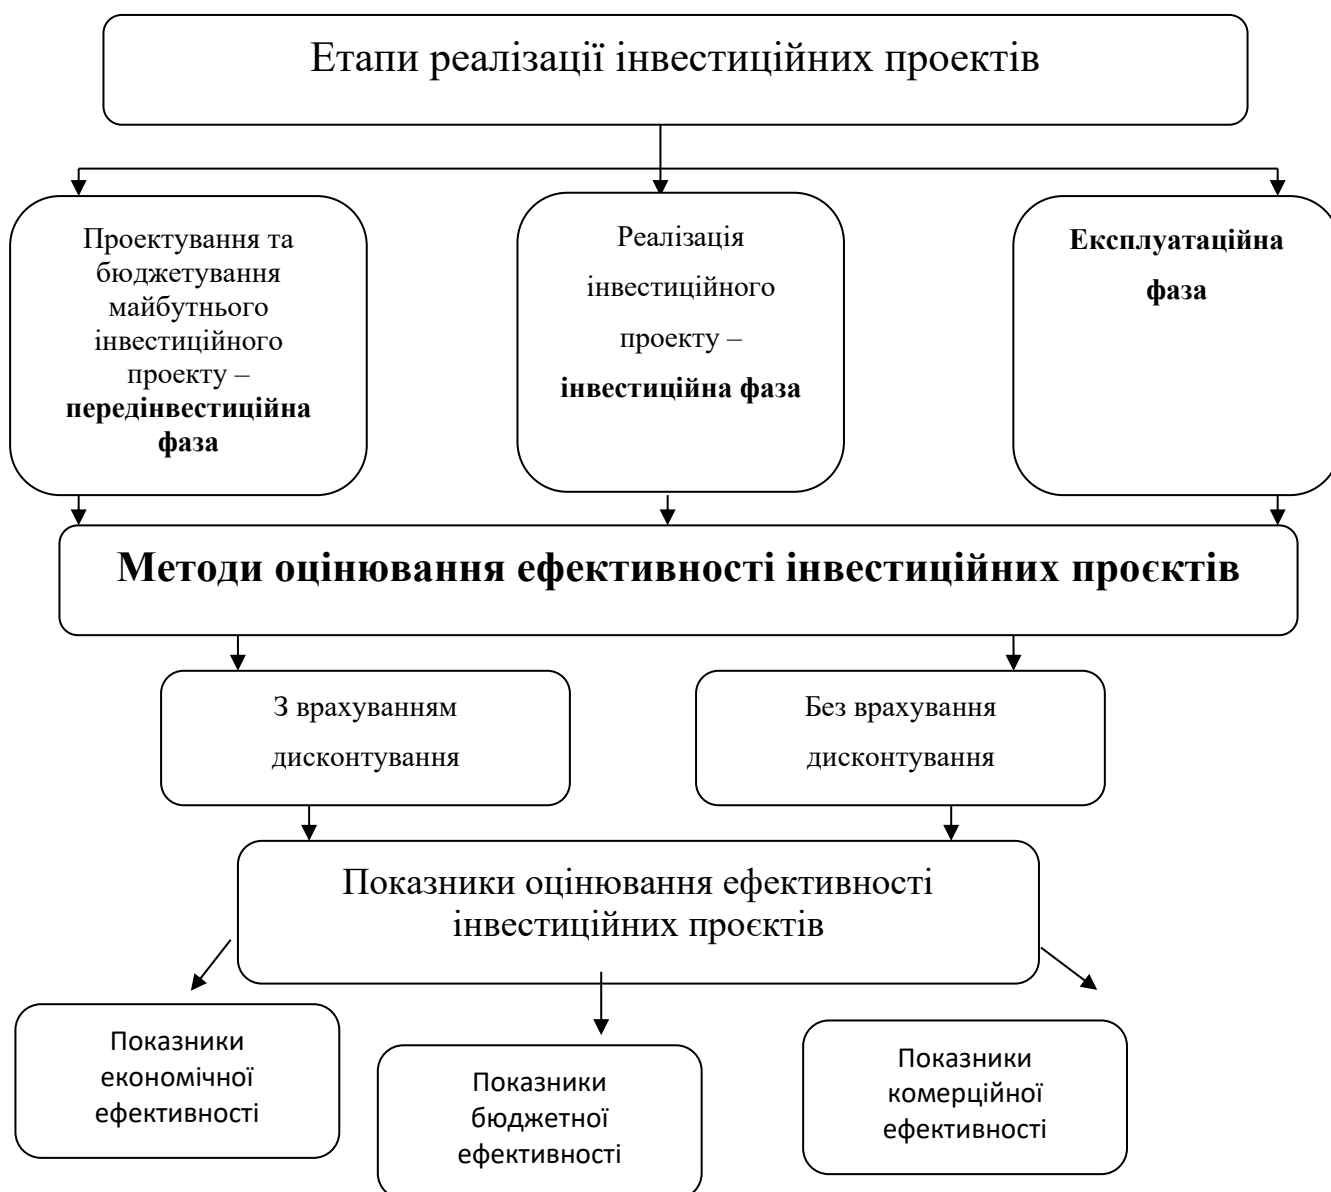 Етапи реалізації інвестиційних проектів
Проектування та
бюджетування
майбутнього
інвестиційного
проекту –
передінвестиційна
фаза
Реалізація
інвестиційного
проекту –
інвестиційна фаза
Експлуатаційна
фаза
Методи оцінювання ефективності інвестиційних проєктів
З врахуванням
дисконтування
Без врахування
дисконтування
Показники оцінювання ефективності
інвестиційних проєктів
Показники
економічної
ефективності
Показники
бюджетної
ефективності
Показники
комерційної
ефективності